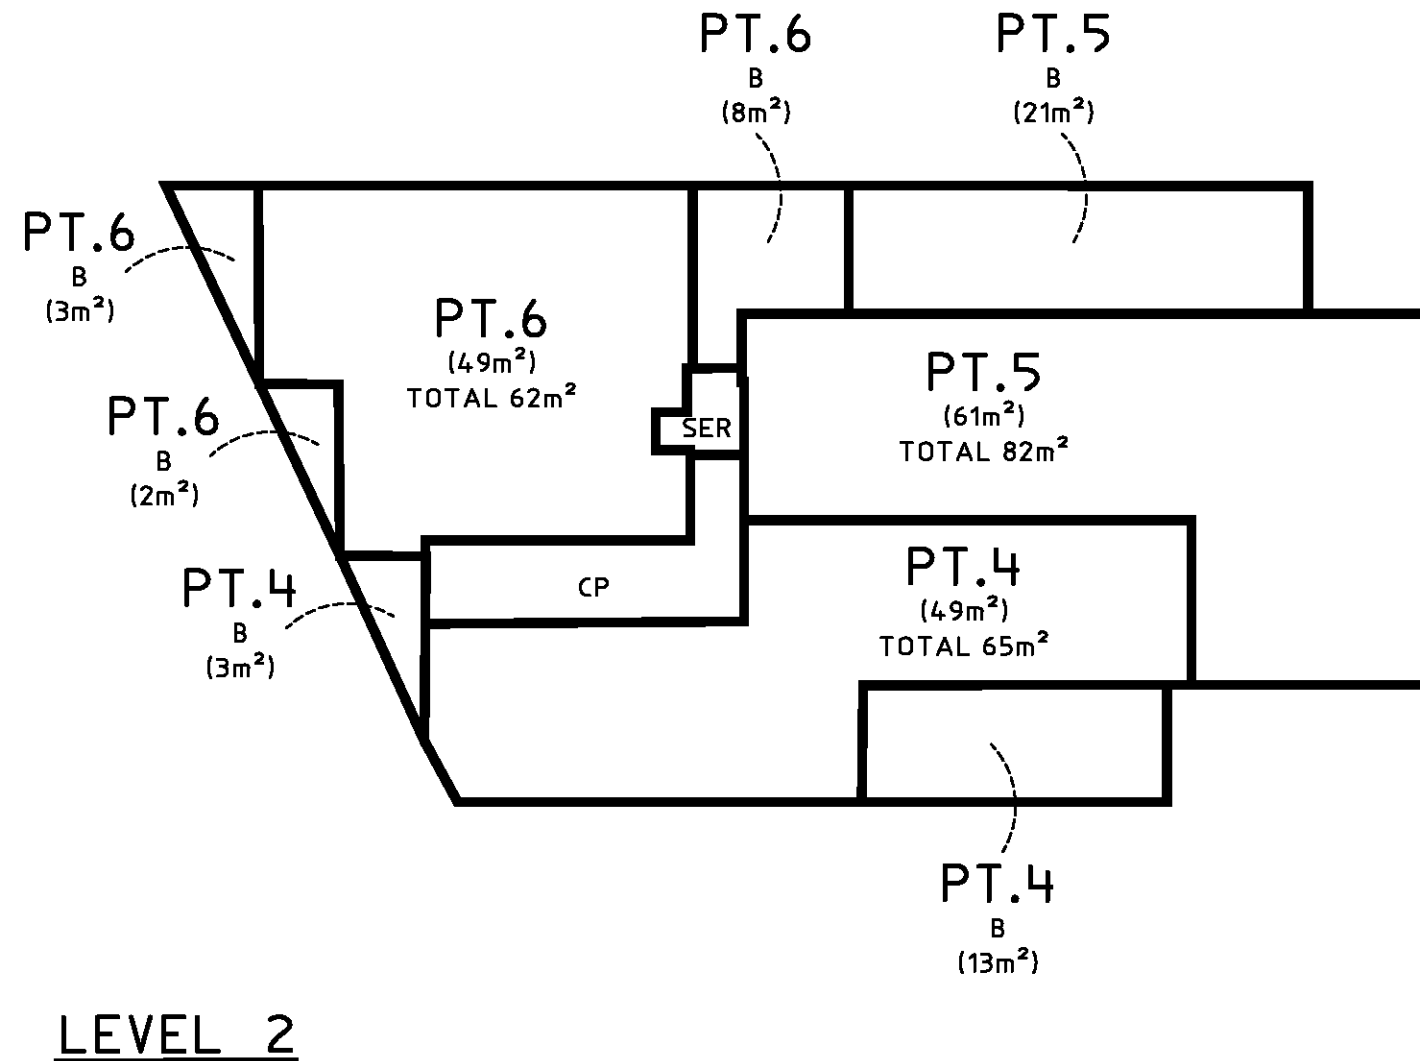 PT.6
B
(8m²)
PT.5
B
(21m²)
PT.6
B
(3m²)
PT.6
(49m²)
TOTAL 62m²
PT.5
(61m²)
TOTAL 82m²
PT.6
B
(2m²)
SER
PT.4
B
(3m²)
CP
PT.4
(49m²)
TOTAL 65m²
PT.4
B
(13m²)
LEVEL 2